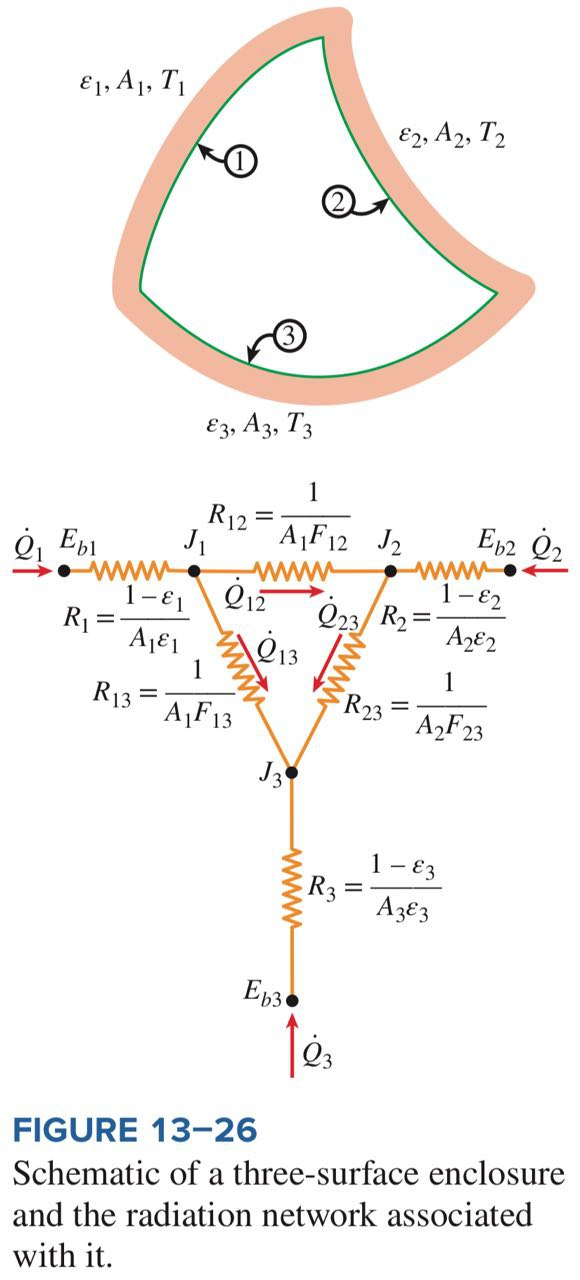 ε₁, A₁, T₁
ε₂, A₂, T₂
①
②
③
ε₃, A₃, T₃
R₁₂ = 1/(A₁F₁₂)
Q̇₁ E_b1 J₁ J₂ E_b2 Q̇₂
R₁ = (1−ε₁)/(A₁ε₁)
Q̇₁₂
Q̇₂₃
R₂ = (1−ε₂)/(A₂ε₂)
Q̇₁₃
R₁₃ = 1/(A₁F₁₃)
R₂₃ = 1/(A₂F₂₃)
J₃
R₃ = (1 − ε₃)/(A₃ε₃)
E_b3
Q̇₃
FIGURE 13–26
Schematic of a three-surface enclosure
and the radiation network associated
with it.